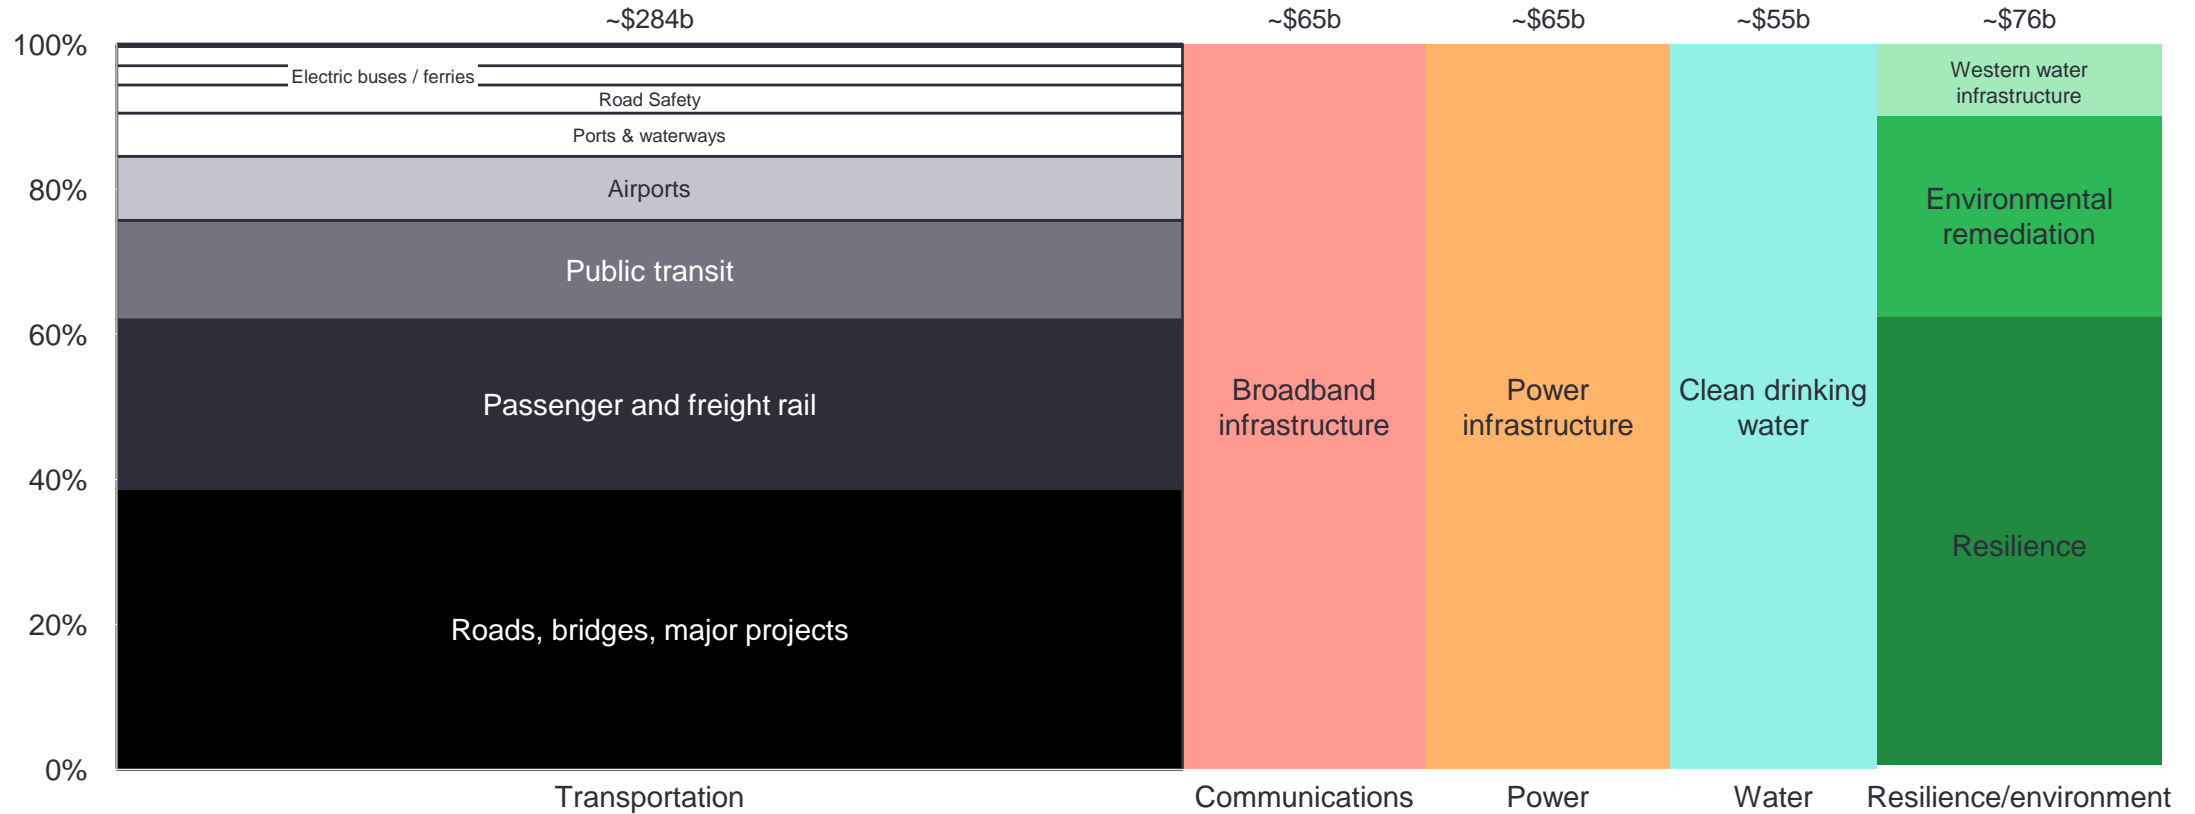 ~$284b
~$65b
~$65b
~$55b
~$76b
100%
80%
60%
40%
20%
0%
Electric buses / ferries
Road Safety
Ports & waterways
Airports
Public transit
Passenger and freight rail
Roads, bridges, major projects
Broadband
infrastructure
Power
infrastructure
Clean drinking
water
Western water
infrastructure
Environmental
remediation
Resilience
Transportation
Communications
Power
Water
Resilience/environment